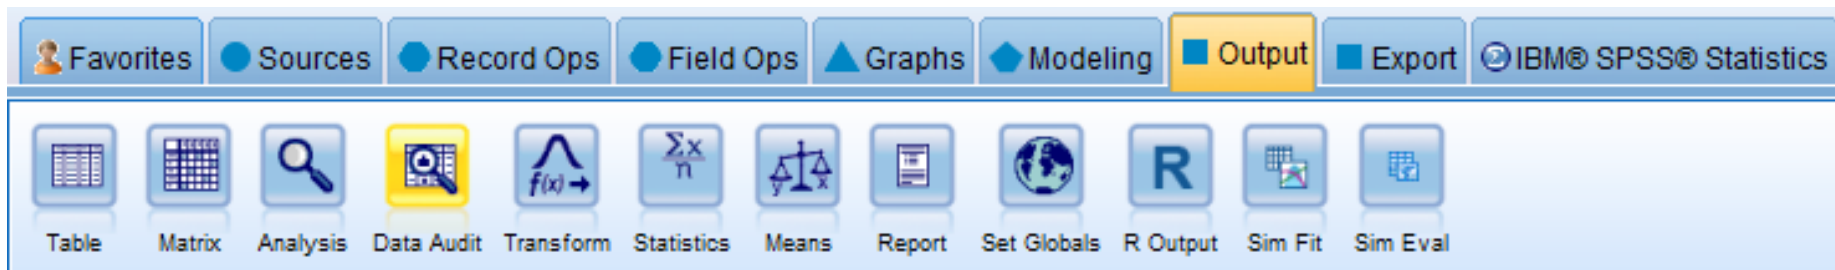 Favorites Sources Record Ops Field Ops Graphs Modeling Output Export IBM® SPSS® Statistics
f(x) Σx n y x R
Table Matrix Analysis Data Audit Transform Statistics Means Report Set Globals R Output Sim Fit Sim Eval